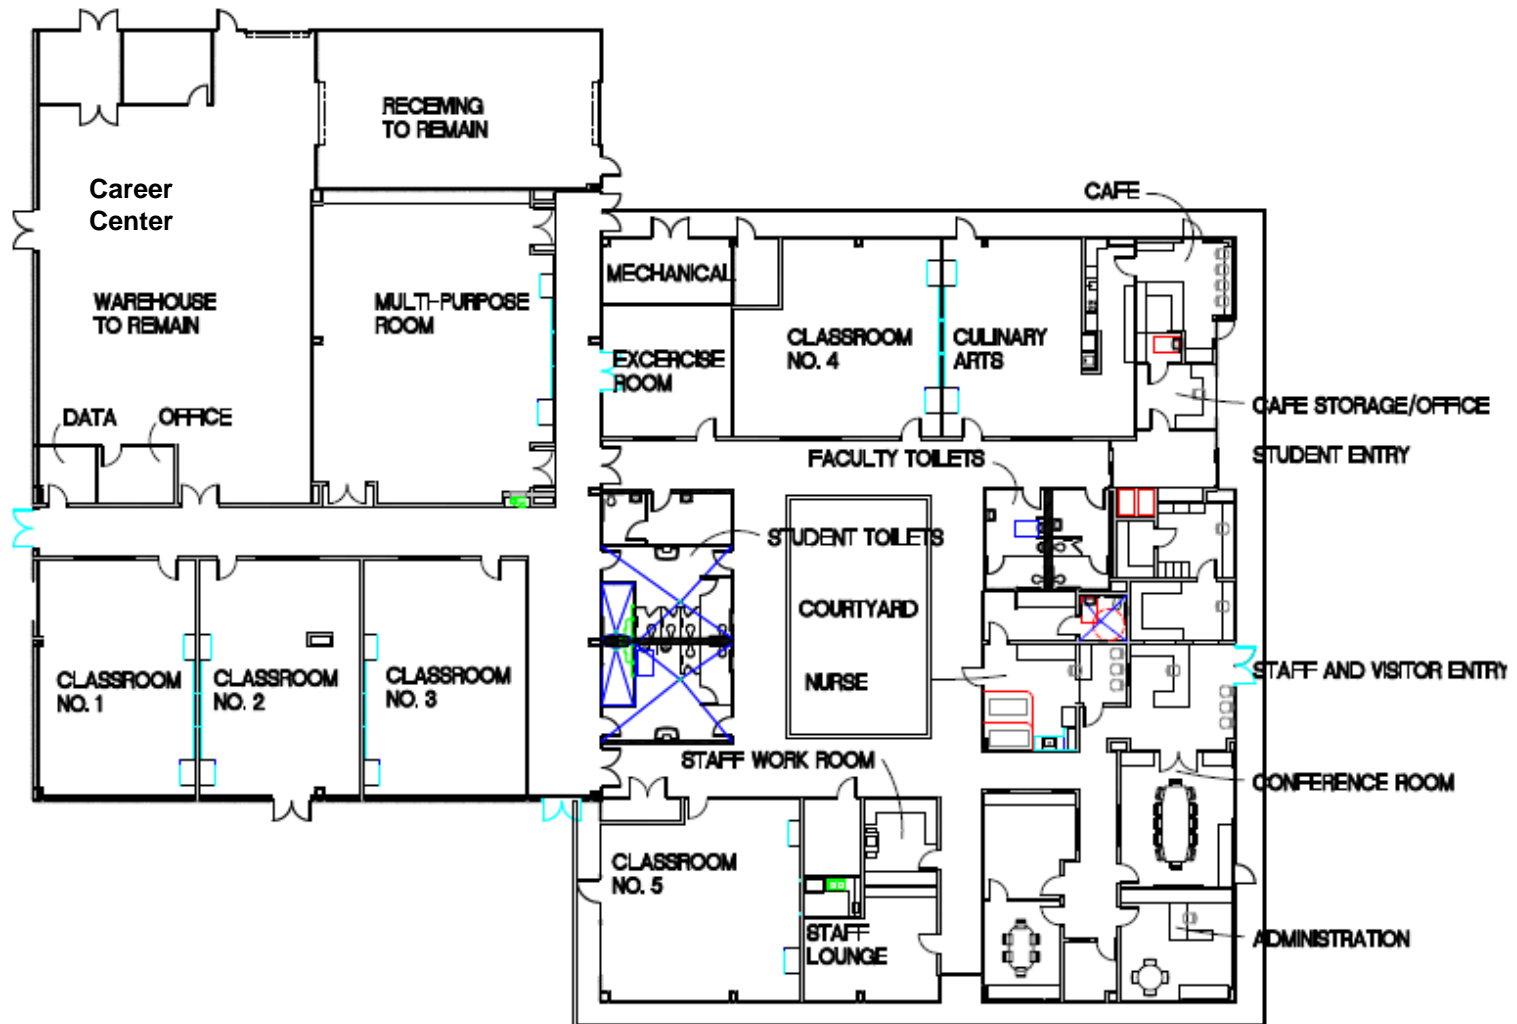 RECEIVING
TO REMAIN
Career
Center
CAFE
MECHANICAL
WAREHOUSE
TO REMAIN
MULTI-PURPOSE
ROOM
CLASSROOM
NO. 4
CULINARY
ARTS
EXCERCISE
ROOM
DATA
OFFICE
CAFE STORAGE/OFFICE
FACULTY TOILETS
STUDENT ENTRY
STUDENT TOILETS
COURTYARD
CLASSROOM
NO. 1
CLASSROOM
NO. 2
CLASSROOM
NO. 3
NURSE
STAFF AND VISITOR ENTRY
STAFF WORK ROOM
CONFERENCE ROOM
CLASSROOM
NO. 5
STAFF
LOUNGE
ADMINISTRATION